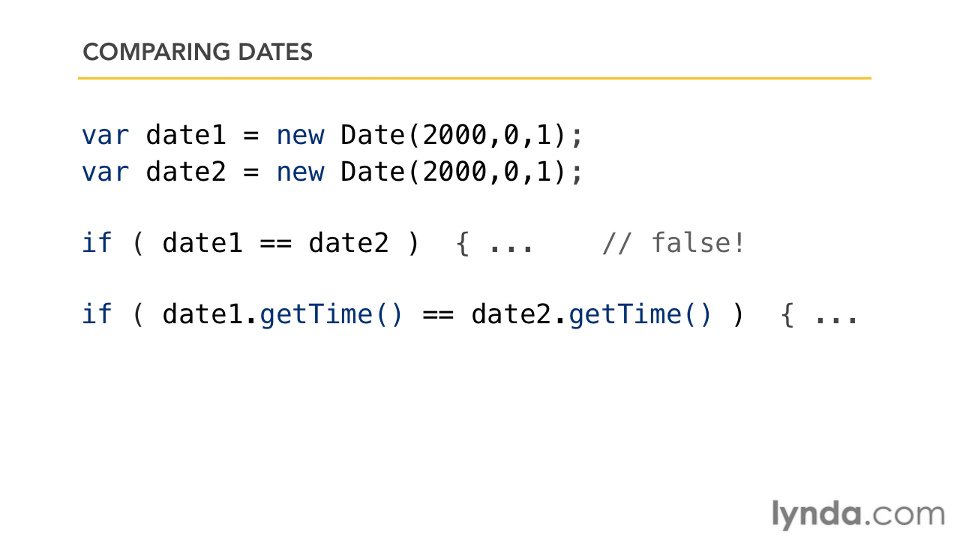 COMPARING DATES
var date1 = new Date(2000,0,1);
var date2 = new Date(2000,0,1);
if ( date1 == date2 )  { ...    // false!
if ( date1.getTime() == date2.getTime() )  { ...
lynda.com